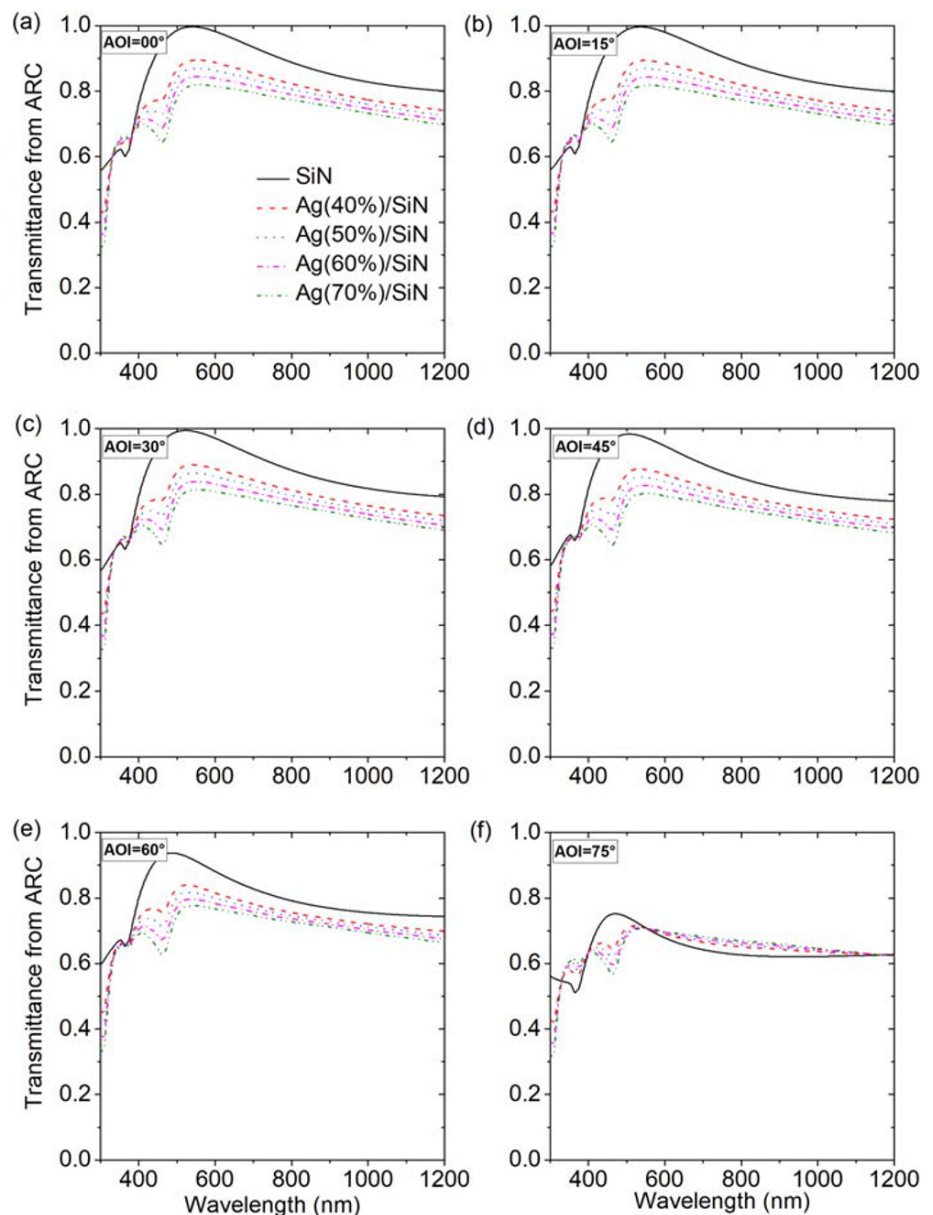 (a)
AOI=00°
Transmittance from ARC
1.0
0.8
0.6
0.4
0.2
0.0
SiN
Ag(40%)/SiN
Ag(50%)/SiN
Ag(60%)/SiN
Ag(70%)/SiN
400 600 800 1000 1200
(b)
AOI=15°
1.0
0.8
0.6
0.4
0.2
0.0
400 600 800 1000 1200
(c)
AOI=30°
Transmittance from ARC
1.0
0.8
0.6
0.4
0.2
0.0
400 600 800 1000 1200
(d)
AOI=45°
1.0
0.8
0.6
0.4
0.2
0.0
400 600 800 1000 1200
(e)
AOI=60°
Transmittance from ARC
1.0
0.8
0.6
0.4
0.2
0.0
400 600 800 1000 1200
Wavelength (nm)
(f)
AOI=75°
1.0
0.8
0.6
0.4
0.2
0.0
400 600 800 1000 1200
Wavelength (nm)